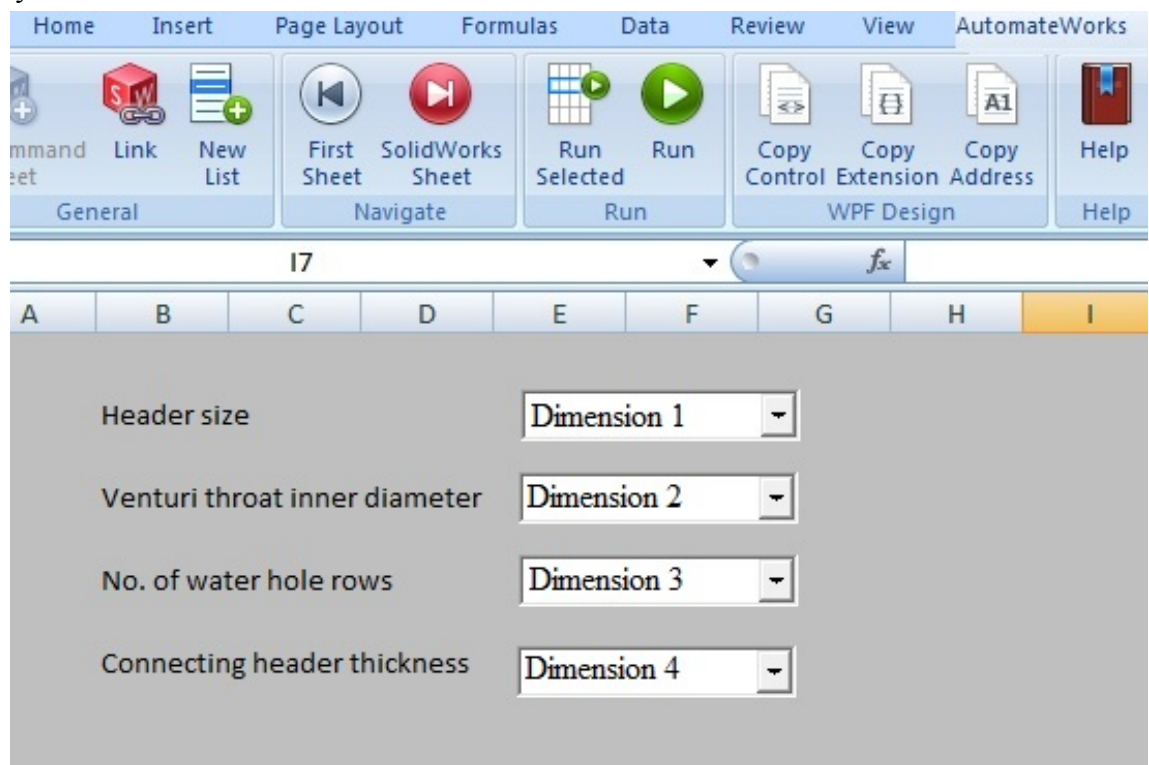 Home Insert Page Layout Formulas Data Review View AutomateWorks
mmand Link New First SolidWorks Run Run Copy Copy Copy Help
eet List Sheet Sheet Selected Control Extension Address
General Navigate Run WPF Design Help
I7 fx
A B C D E F G H I
Header size Dimension 1
Venturi throat inner diameter Dimension 2
No. of water hole rows Dimension 3
Connecting header thickness Dimension 4